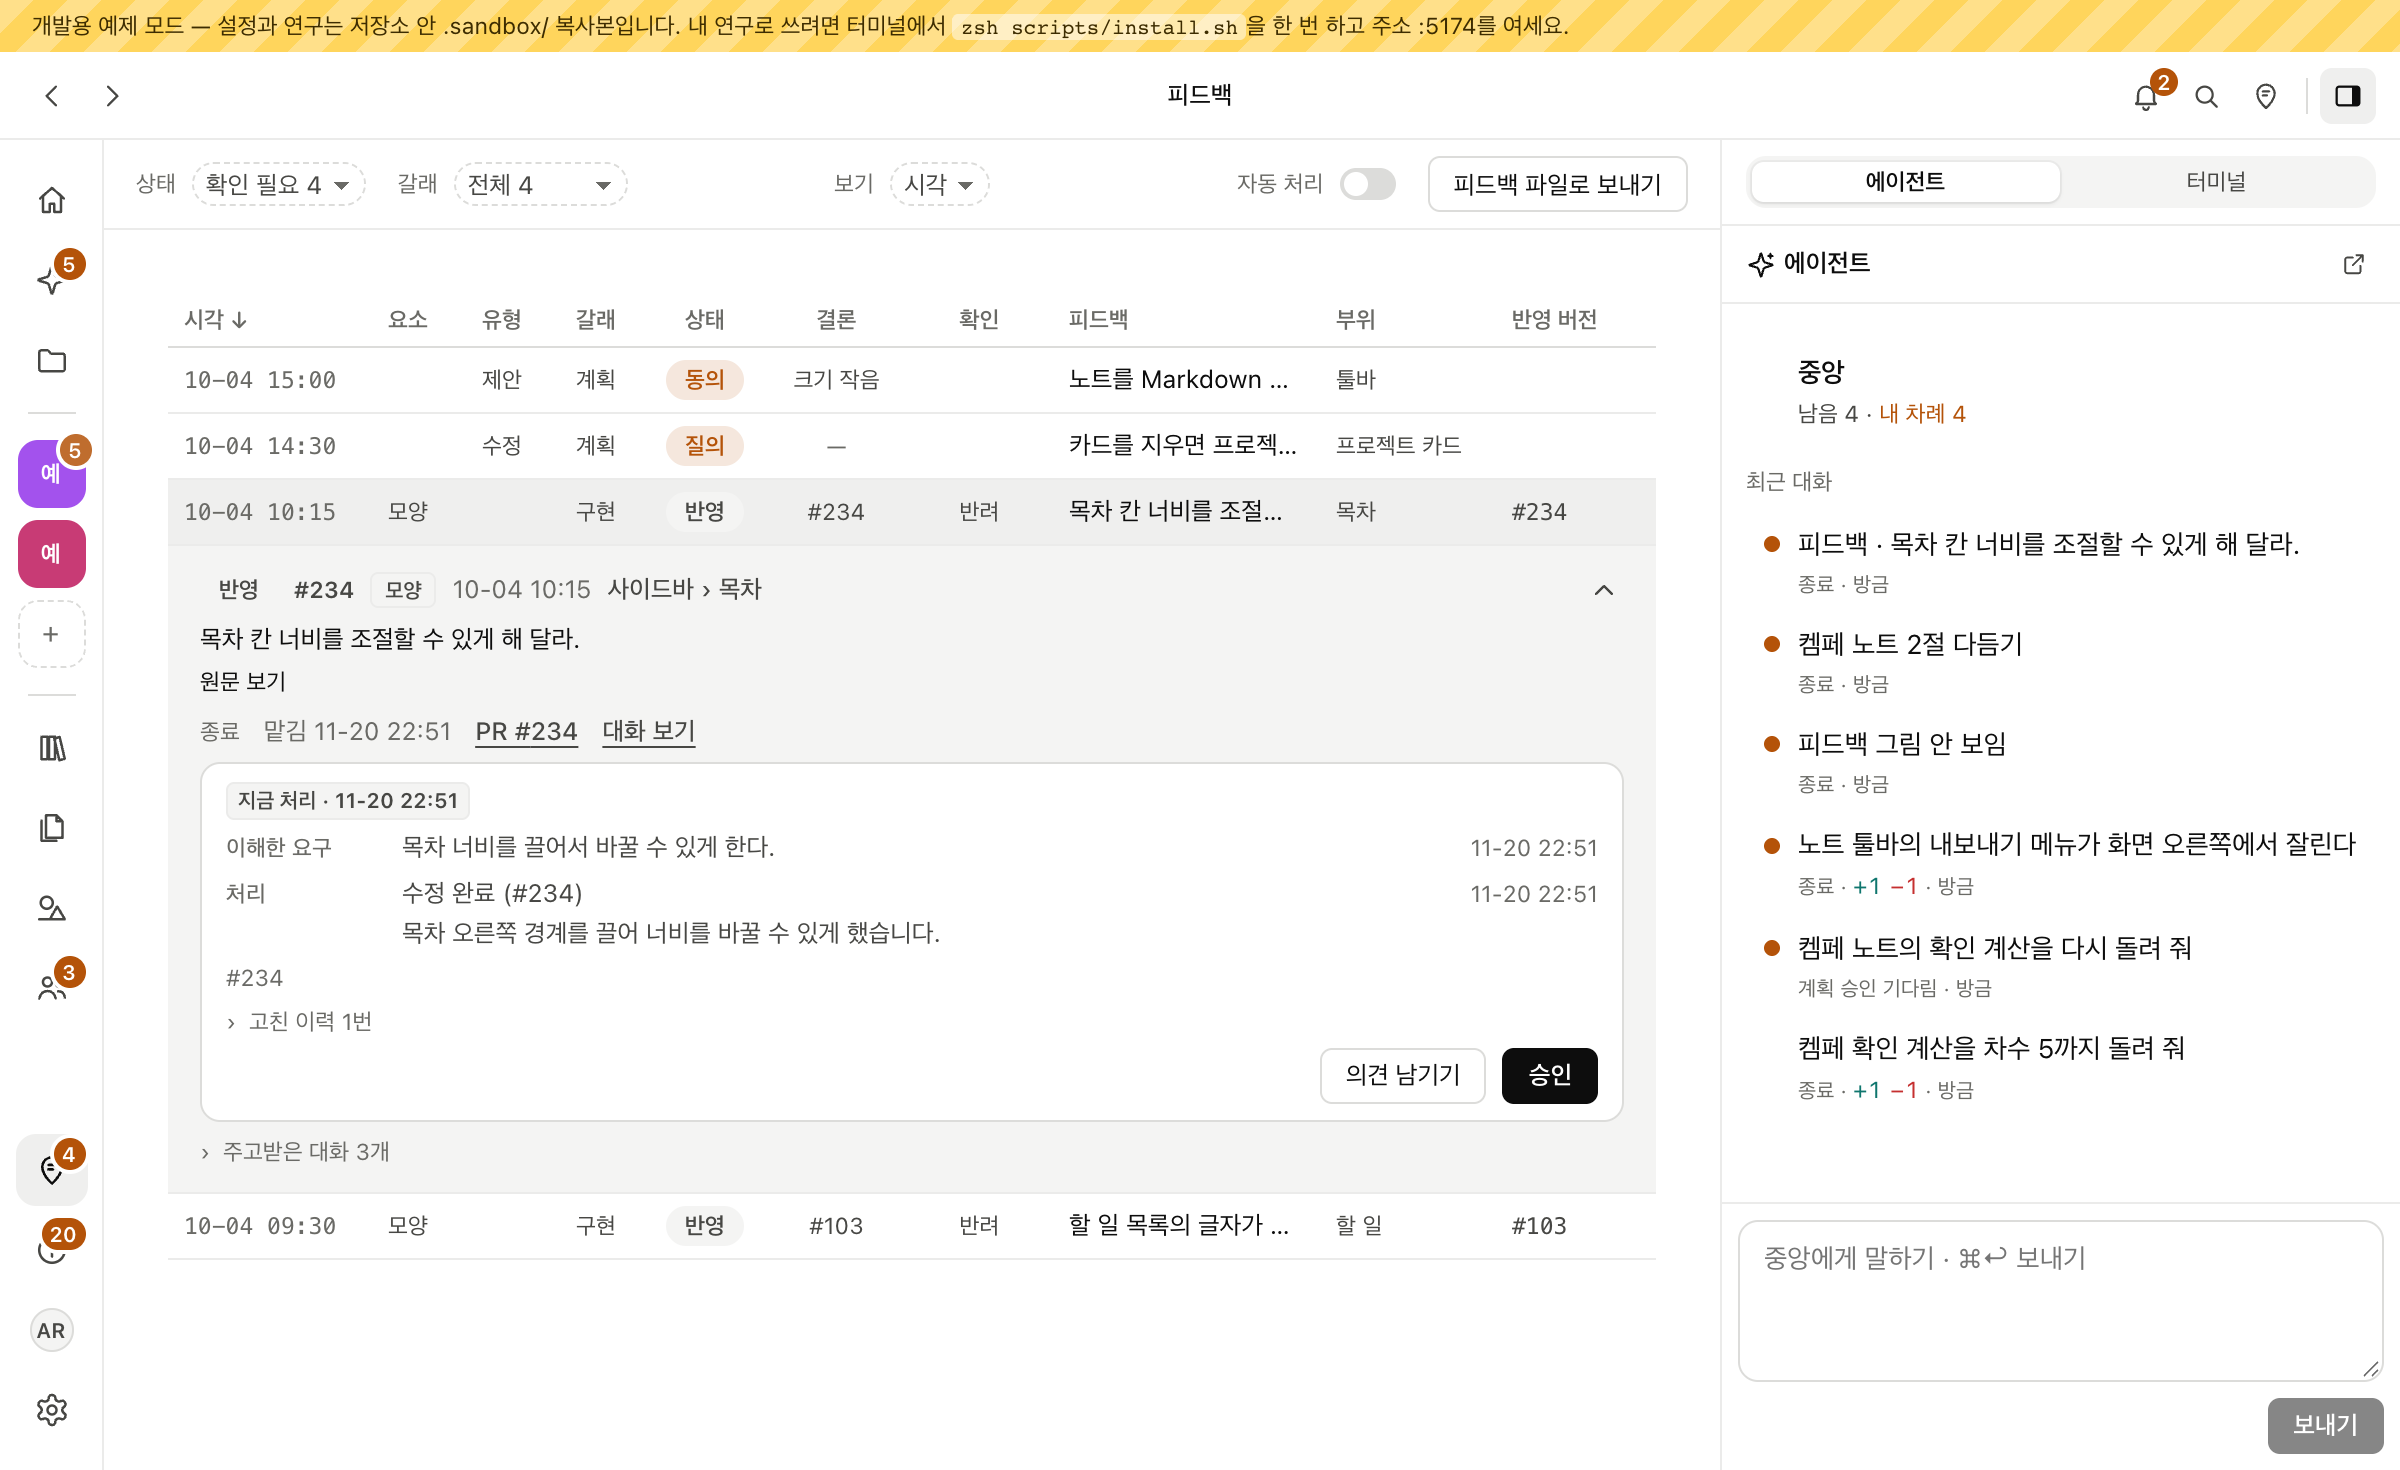 개발용 예제 모드 — 설정과 연구는 저장소 안 .sandbox/ 복사본입니다. 내 연구로 쓰려면 터미널에서 zsh scripts/install.sh을 한 번 하고 주소 :5174를 여세요.
피드백
2
상태 확인 필요 4 갈래 전체 4 보기 시각 자동 처리 피드백 파일로 보내기
5
5
예
예
+
3
4
20
AR
시각 ↓ 요소 유형 갈래 상태 결론 확인 피드백 부위 반영 버전
10-04 15:00 제안 계획 동의 크기 작음 노트를 Markdown ... 툴바
10-04 14:30 수정 계획 질의 — 카드를 지우면 프로젝... 프로젝트 카드
10-04 10:15 모양 구현 반영 #234 반려 목차 칸 너비를 조절... 목차 #234
반영 #234 모양 10-04 10:15 사이드바 › 목차
목차 칸 너비를 조절할 수 있게 해 달라.
원문 보기
종료 맡김 11-20 22:51 PR #234 대화 보기
지금 처리 · 11-20 22:51
이해한 요구 목차 너비를 끌어서 바꿀 수 있게 한다. 11-20 22:51
처리 수정 완료 (#234) 11-20 22:51
목차 오른쪽 경계를 끌어 너비를 바꿀 수 있게 했습니다.
#234
› 고친 이력 1번
의견 남기기 승인
› 주고받은 대화 3개
10-04 09:30 모양 구현 반영 #103 반려 할 일 목록의 글자가 ... 할 일 #103
에이전트 터미널
에이전트
중앙
남음 4 · 내 차례 4
최근 대화
피드백 · 목차 칸 너비를 조절할 수 있게 해 달라.
종료 · 방금
켐페 노트 2절 다듬기
종료 · 방금
피드백 그림 안 보임
종료 · 방금
노트 툴바의 내보내기 메뉴가 화면 오른쪽에서 잘린다
종료 · +1 −1 · 방금
켐페 노트의 확인 계산을 다시 돌려 줘
계획 승인 기다림 · 방금
켐페 확인 계산을 차수 5까지 돌려 줘
종료 · +1 −1 · 방금
중앙에게 말하기 · ⌘↩ 보내기
보내기